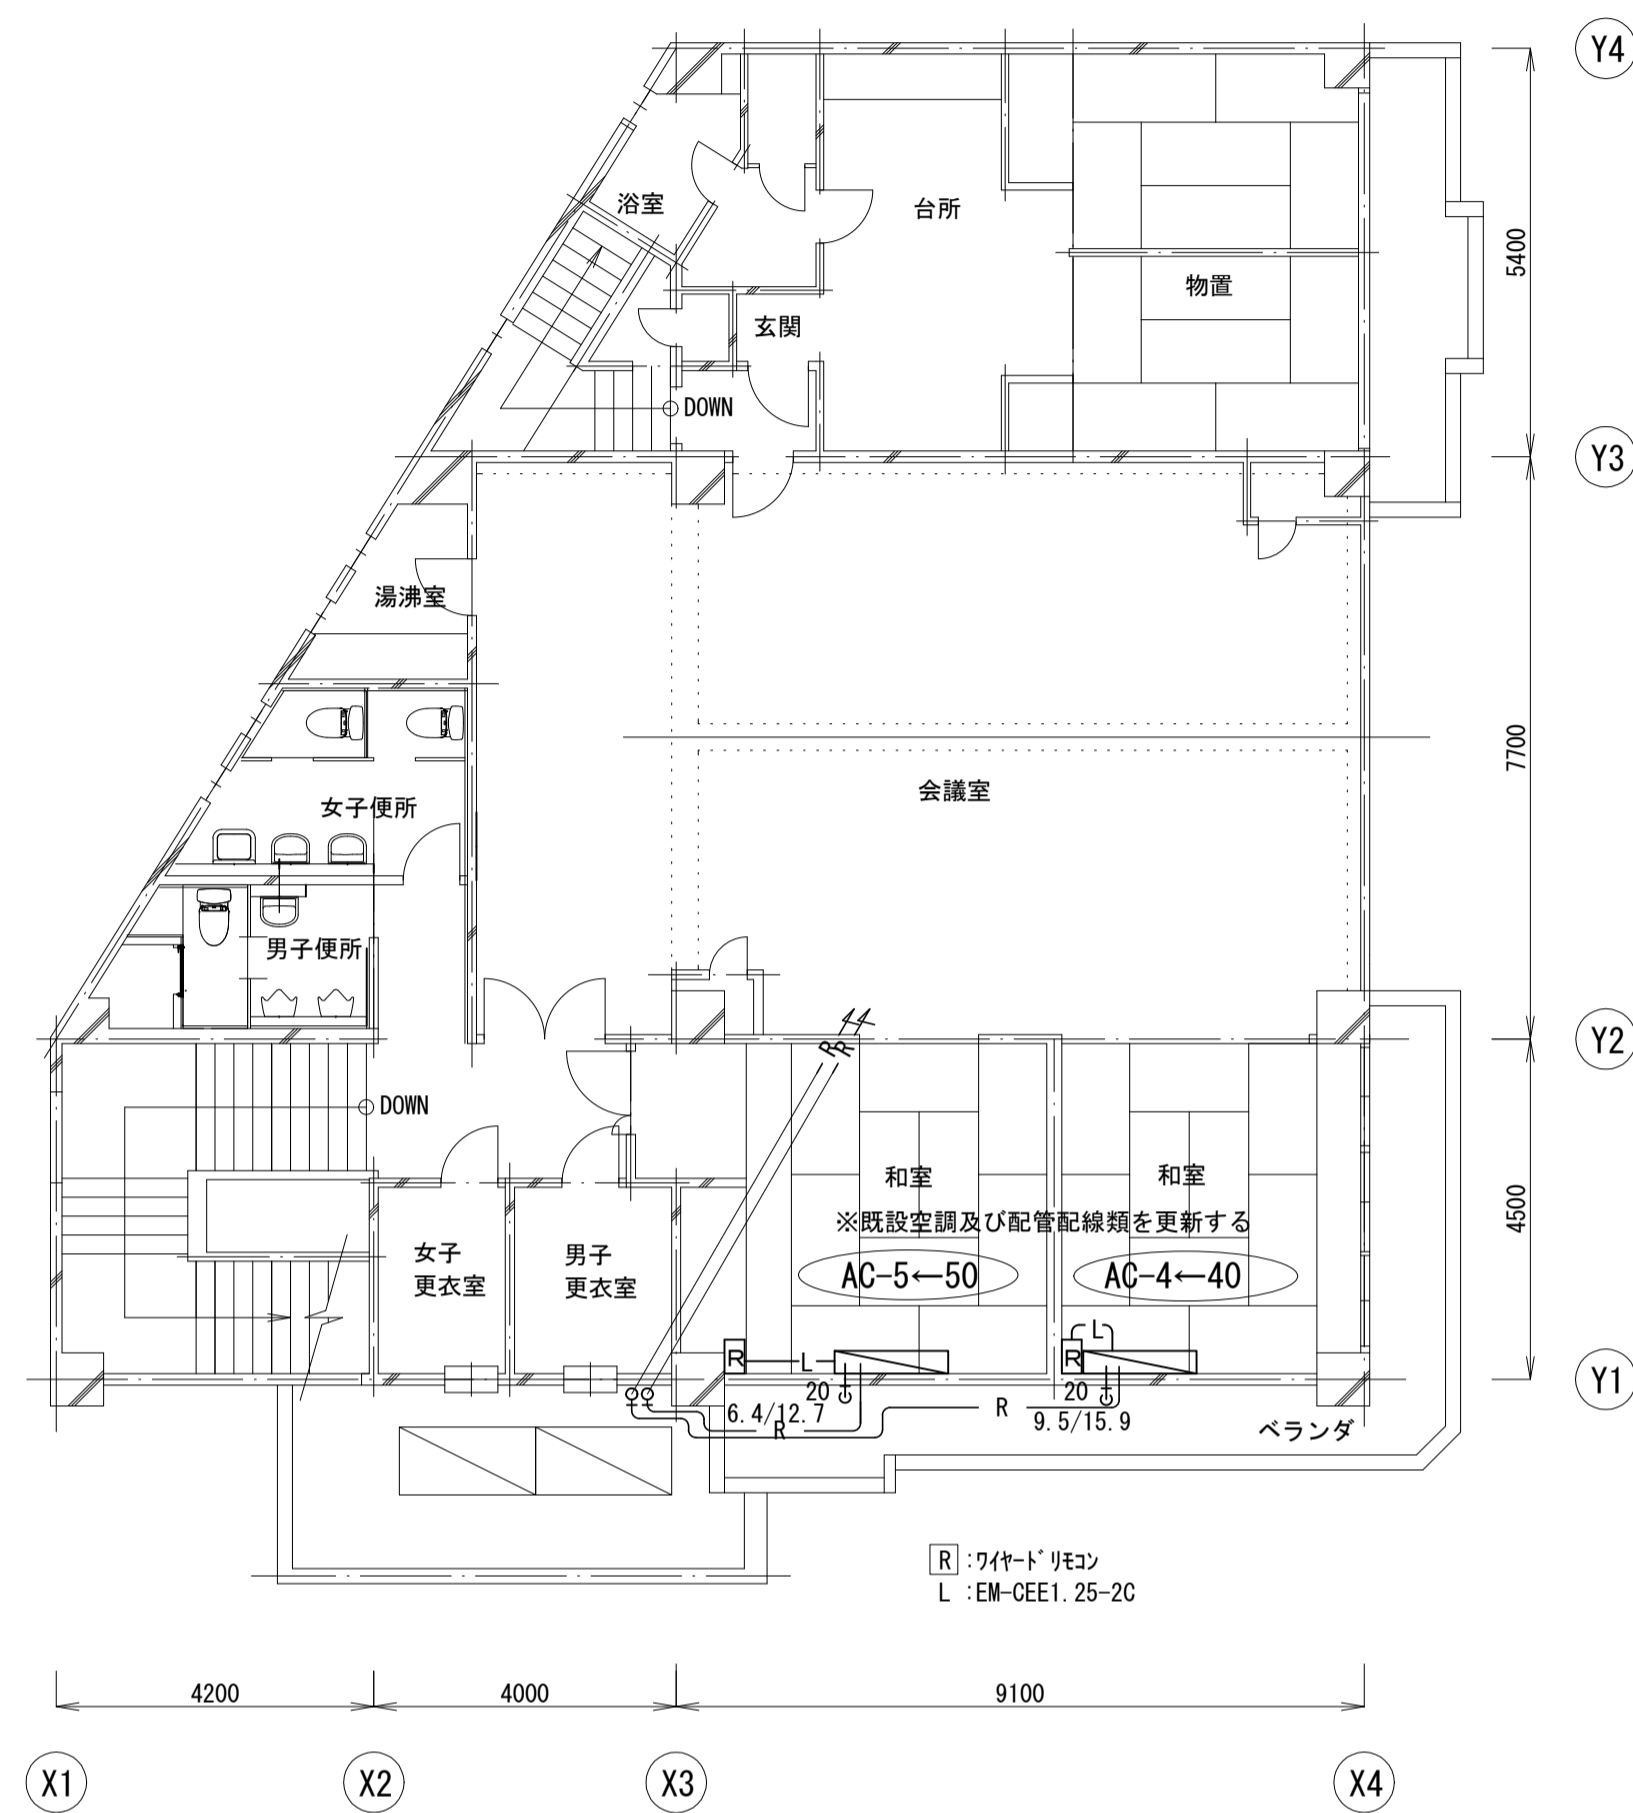 Y4
浴室
台所
5400
物置
玄関
DOWN
Y3
湯沸室
7700
会議室
女子便所
男子便所
R
R
Y2
DOWN
和室
和室
4500
※既設空調及び配管配線類を更新する
女子
更衣室
男子
更衣室
AC-5←50
AC-4←40
R
L
R
L
Y1
20
6.4/12.7
R
R
20
9.5/15.9
ベランダ
R :ワイヤードリモコン
L :EM-CEE1.25-2C
4200
4000
9100
X1
X2
X3
X4